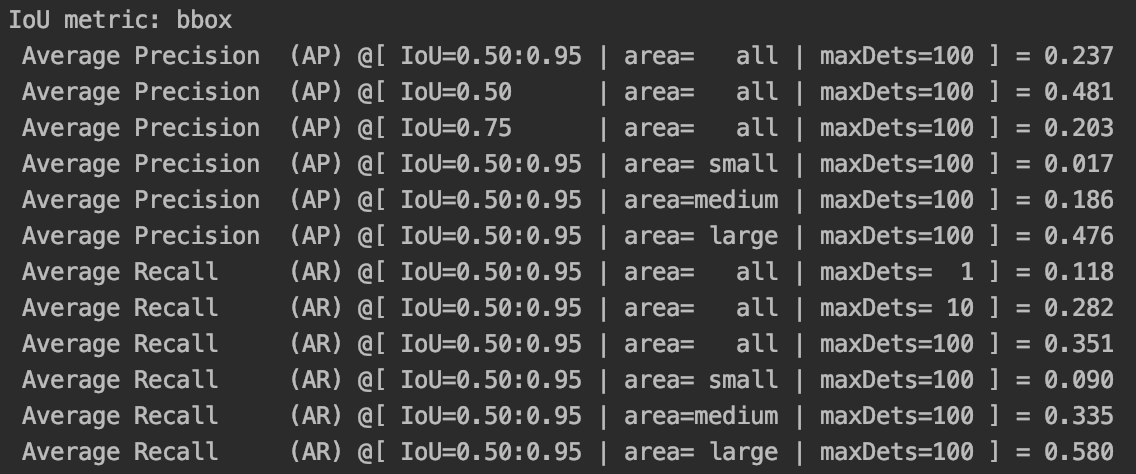 IoU metric: bbox
 Average Precision  (AP) @[ IoU=0.50:0.95 | area=   all | maxDets=100 ] = 0.237
 Average Precision  (AP) @[ IoU=0.50      | area=   all | maxDets=100 ] = 0.481
 Average Precision  (AP) @[ IoU=0.75      | area=   all | maxDets=100 ] = 0.203
 Average Precision  (AP) @[ IoU=0.50:0.95 | area= small | maxDets=100 ] = 0.017
 Average Precision  (AP) @[ IoU=0.50:0.95 | area=medium | maxDets=100 ] = 0.186
 Average Precision  (AP) @[ IoU=0.50:0.95 | area= large | maxDets=100 ] = 0.476
 Average Recall     (AR) @[ IoU=0.50:0.95 | area=   all | maxDets=  1 ] = 0.118
 Average Recall     (AR) @[ IoU=0.50:0.95 | area=   all | maxDets= 10 ] = 0.282
 Average Recall     (AR) @[ IoU=0.50:0.95 | area=   all | maxDets=100 ] = 0.351
 Average Recall     (AR) @[ IoU=0.50:0.95 | area= small | maxDets=100 ] = 0.090
 Average Recall     (AR) @[ IoU=0.50:0.95 | area=medium | maxDets=100 ] = 0.335
 Average Recall     (AR) @[ IoU=0.50:0.95 | area= large | maxDets=100 ] = 0.580